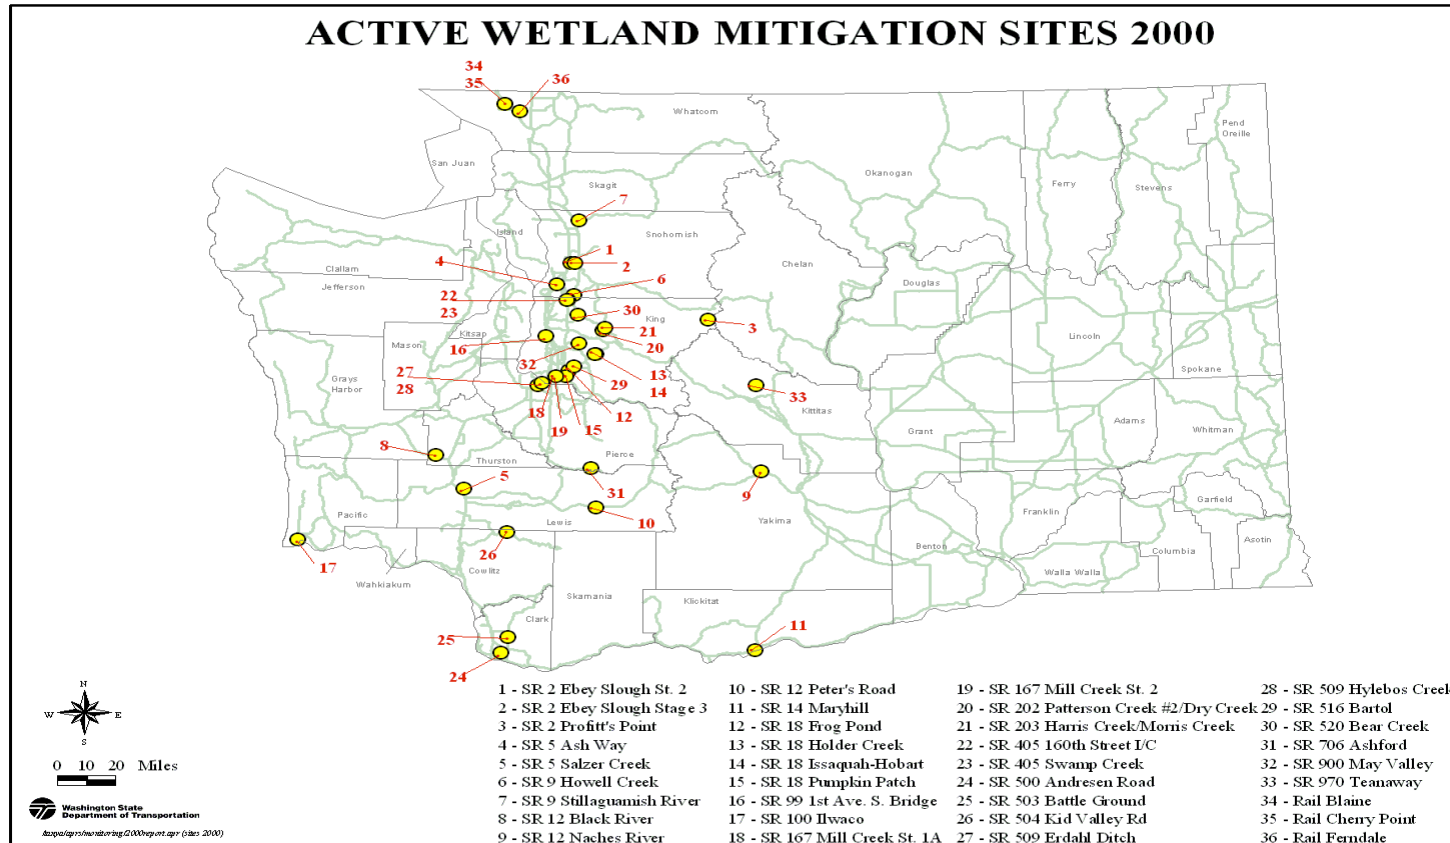 ACTIVE WETLAND MITIGATION SITES 2000
34
35
36
Whatcom
Pend
Oreille
San Juan
Okanogan
Ferry
Stevens
Skagit
7
Island
Snohomish
1
4
2
Chelan
Clallam
6
Jefferson
22
23
30
Douglas
King
21
3
Kitsap
Mason
16
20
Lincoln
32
13
14
27
28
29
Grays
Harbor
33
Spokane
18
12
Kittitas
19
15
Grant
Adams
Whitman
8
Thurston
Pierce
5
31
9
Garfield
Pacific
Lewis
10
Yakima
Franklin
26
Benton
Columbia
Asotin
17
Cowlitz
Walla Walla
Wahkiakum
Skamania
Klickitat
Clark
25
11
24
N
W E
S
0 10 20 Miles
Washington State
Department of Transportation
1 - SR 2 Ebey Slough St. 2
2 - SR 2 Ebey Slough Stage 3
3 - SR 2 Profitt's Point
4 - SR 5 Ash Way
5 - SR 5 Salzer Creek
6 - SR 9 Howell Creek
7 - SR 9 Stillaguamish River
8 - SR 12 Black River
9 - SR 12 Naches River
10 - SR 12 Peter's Road
11 - SR 14 Maryhill
12 - SR 18 Frog Pond
13 - SR 18 Holder Creek
14 - SR 18 Issaquah-Hobart
15 - SR 18 Pumpkin Patch
16 - SR 99 1st Ave. S. Bridge
17 - SR 100 Ilwaco
18 - SR 167 Mill Creek St. 1A
19 - SR 167 Mill Creek St. 2
20 - SR 202 Patterson Creek #2/Dry Creek
21 - SR 203 Harris Creek/Morris Creek
22 - SR 405 160th Street I/C
23 - SR 405 Swamp Creek
24 - SR 500 Andresen Road
25 - SR 503 Battle Ground
26 - SR 504 Kid Valley Rd
27 - SR 509 Erdahl Ditch
28 - SR 509 Hylebos Creek
29 - SR 516 Bartol
30 - SR 520 Bear Creek
31 - SR 706 Ashford
32 - SR 900 May Valley
33 - SR 970 Teanaway
34 - Rail Blaine
35 - Rail Cherry Point
36 - Rail Ferndale